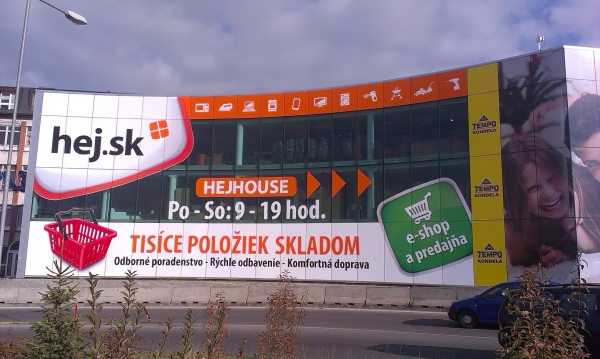 hej.sk
HEJHOUSE
Po - So: 9 - 19 hod.
TISÍCE POLOŽIEK SKLADOM
Odborné poradenstvo - Rýchle odbavenie - Komfortná doprava
e-shop
a predajňa
TEMPO
KONDELA
TEMPO
KONDELA
TEMPO
KONDELA